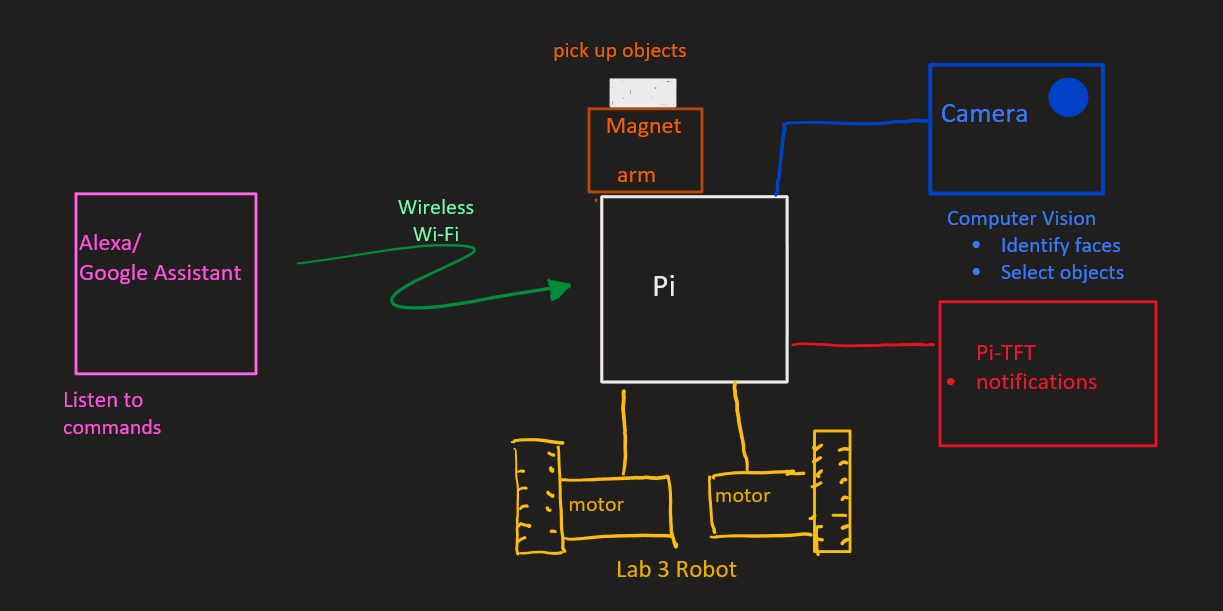 pick up objects
Magnet
arm
Camera
Wireless
Wi-Fi
Alexa/
Google Assistant
Computer Vision
• Identify faces
• Select objects
Pi
Pi-TFT
• notifications
Listen to
commands
motor
motor
Lab 3 Robot